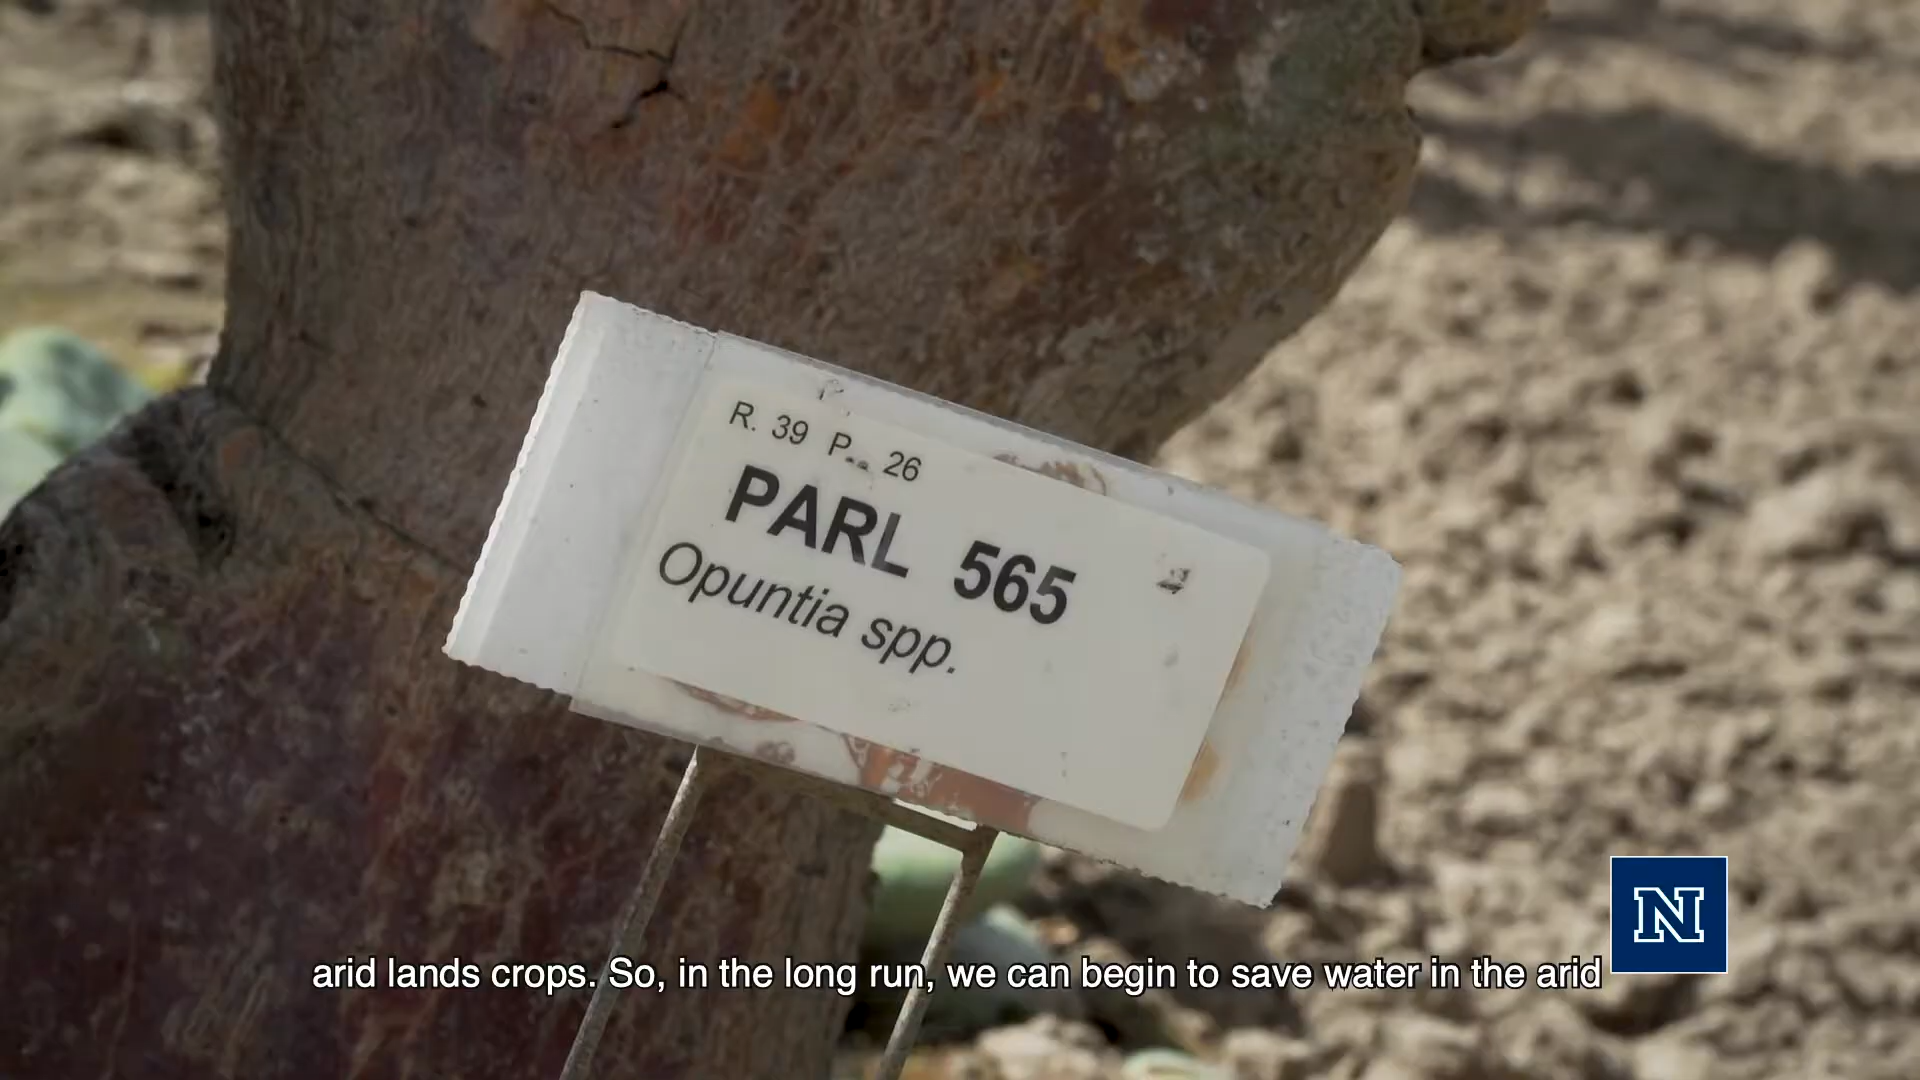 R. 39 P. 26
PARL 565
Opuntia spp.
N
arid lands crops. So, in the long run, we can begin to save water in the arid